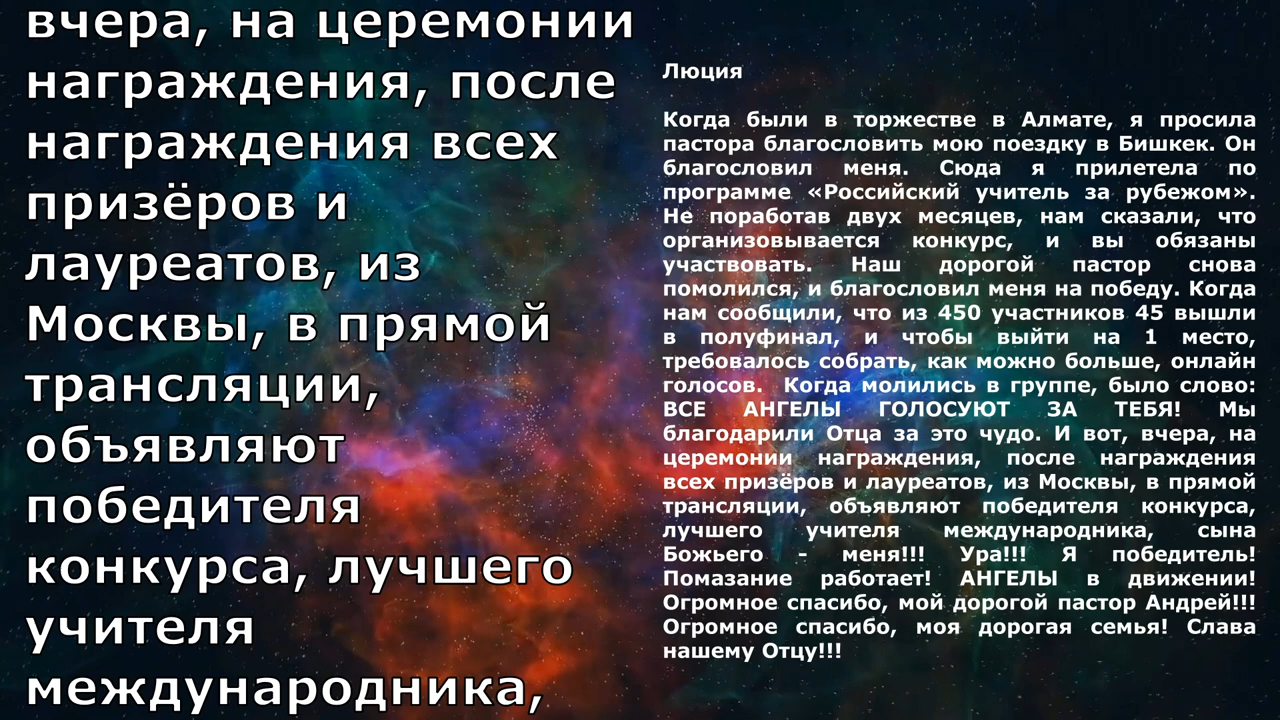 вчера, на церемонии
награждения, после
награждения всех
призёров и
лауреатов, из
Москвы, в прямой
трансляции,
объявляют
победителя
конкурса, лучшего
учителя
международника,
Люция
Когда были в торжестве в Алмате, я просила
пастора благословить мою поездку в Бишкек. Он
благословил меня. Сюда я прилетела по
программе «Российский учитель за рубежом».
Не поработав двух месяцев, нам сказали, что
организовывается конкурс, и вы обязаны
участвовать. Наш дорогой пастор снова
помолился, и благословил меня на победу. Когда
нам сообщили, что из 450 участников 45 вышли
в полуфинал, и чтобы выйти на 1 место,
требовалось собрать, как можно больше, онлайн
голосов. Когда молились в группе, было слово:
ВСЕ АНГЕЛЫ ГОЛОСУЮТ ЗА ТЕБЯ! Мы
благодарили Отца за это чудо. И вот, вчера, на
церемонии награждения, после награждения
всех призёров и лауреатов, из Москвы, в прямой
трансляции, объявляют победителя конкурса,
лучшего учителя международника, сына
Божьего - меня!!! Ура!!! Я победитель!
Помазание работает! АНГЕЛЫ в движении!
Огромное спасибо, мой дорогой пастор Андрей!!!
Огромное спасибо, моя дорогая семья! Слава
нашему Отцу!!!